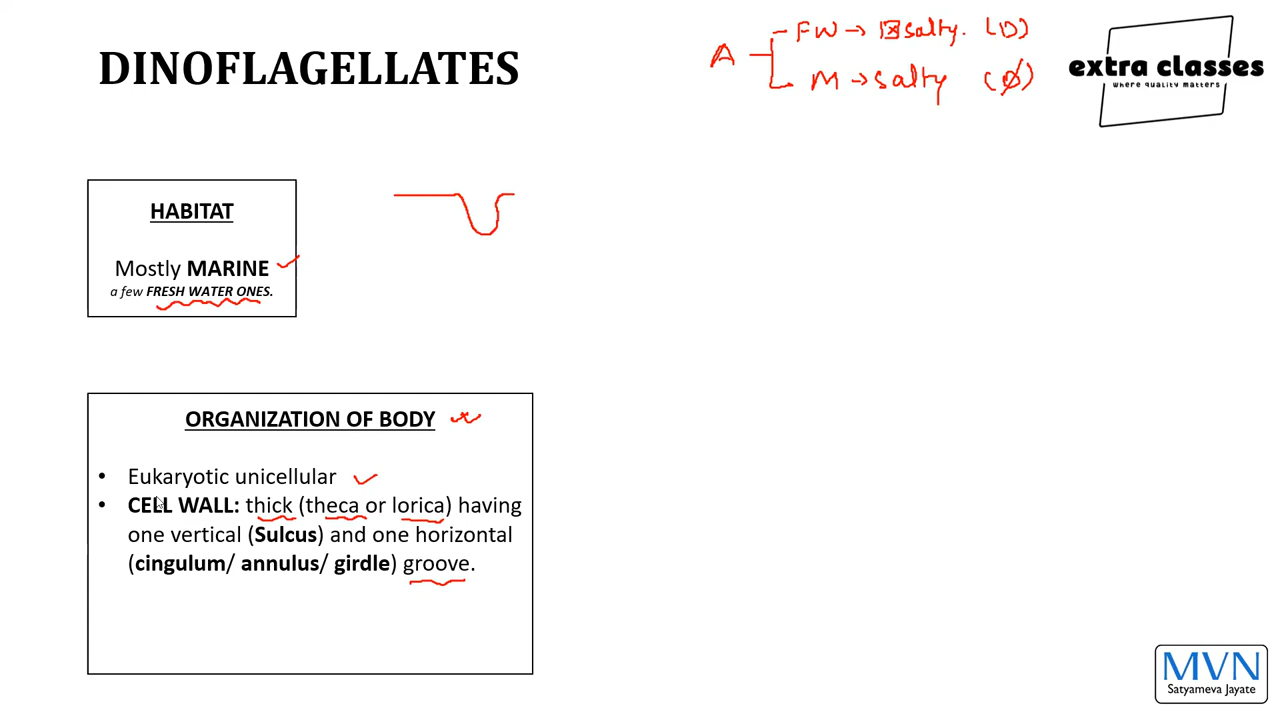 DINOFLAGELLATES
A
FW → salty. (D)
M → salty (D)
extra classes
where quality matters
HABITAT
Mostly MARINE
a few FRESH WATER ONES.
ORGANIZATION OF BODY
• Eukaryotic unicellular
• CELL WALL: thick (theca or lorica) having
one vertical (Sulcus) and one horizontal
(cingulum/ annulus/ girdle) groove.
MVN
Satyameva Jayate